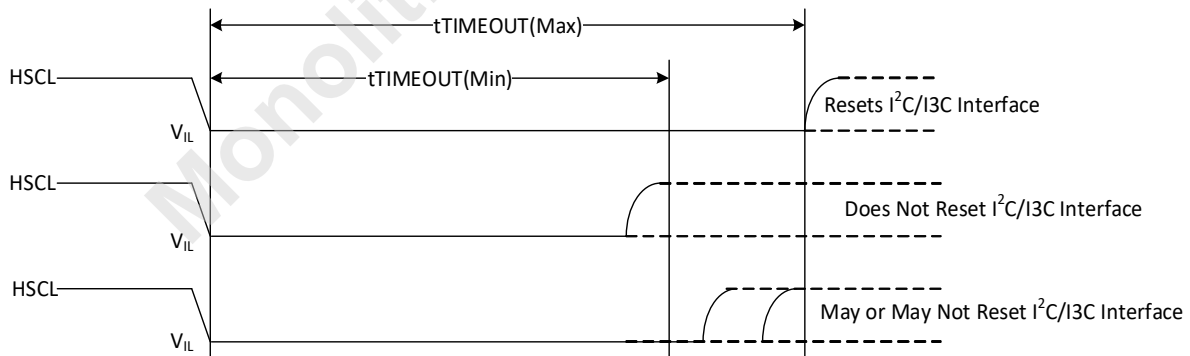 tTIMEOUT(Max)
HSCL
tTIMEOUT(Min)
Resets I²C/I3C Interface
VIL
HSCL
Does Not Reset I²C/I3C Interface
VIL
HSCL
May or May Not Reset I²C/I3C Interface
VIL
Monolit